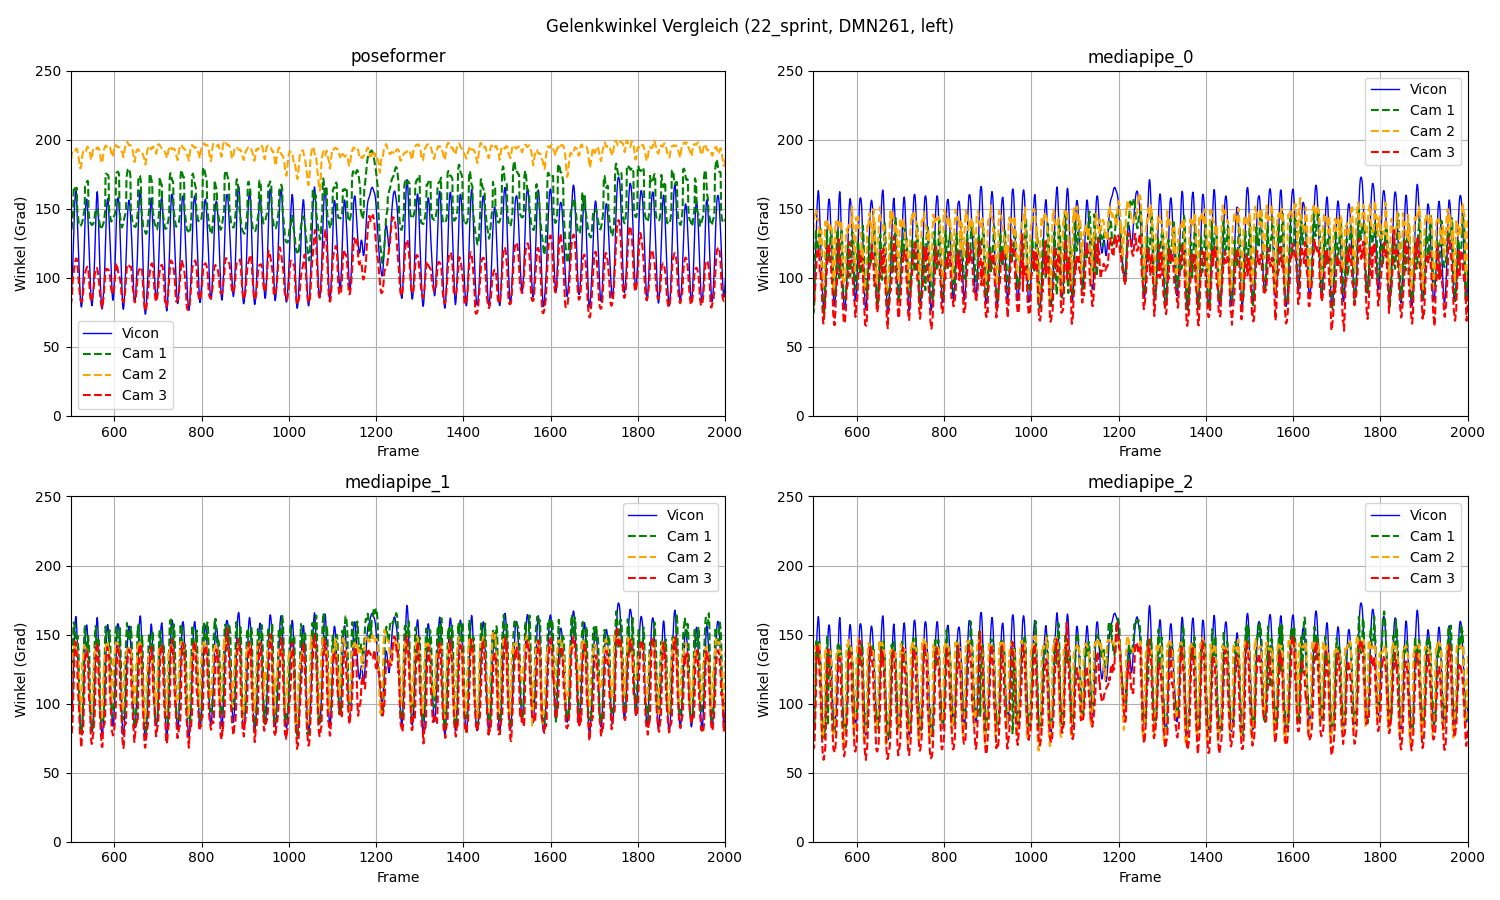 Gelenkwinkel Vergleich (22_sprint, DMN261, left)
poseformer
250
200
150
100
50
0
Winkel (Grad)
600 800 1000 1200 1400 1600 1800 2000
Frame
Vicon
Cam 1
Cam 2
Cam 3
mediapipe_0
250
200
150
100
50
0
Winkel (Grad)
600 800 1000 1200 1400 1600 1800 2000
Frame
Vicon
Cam 1
Cam 2
Cam 3
mediapipe_1
250
200
150
100
50
0
Winkel (Grad)
600 800 1000 1200 1400 1600 1800 2000
Frame
Vicon
Cam 1
Cam 2
Cam 3
mediapipe_2
250
200
150
100
50
0
Winkel (Grad)
600 800 1000 1200 1400 1600 1800 2000
Frame
Vicon
Cam 1
Cam 2
Cam 3